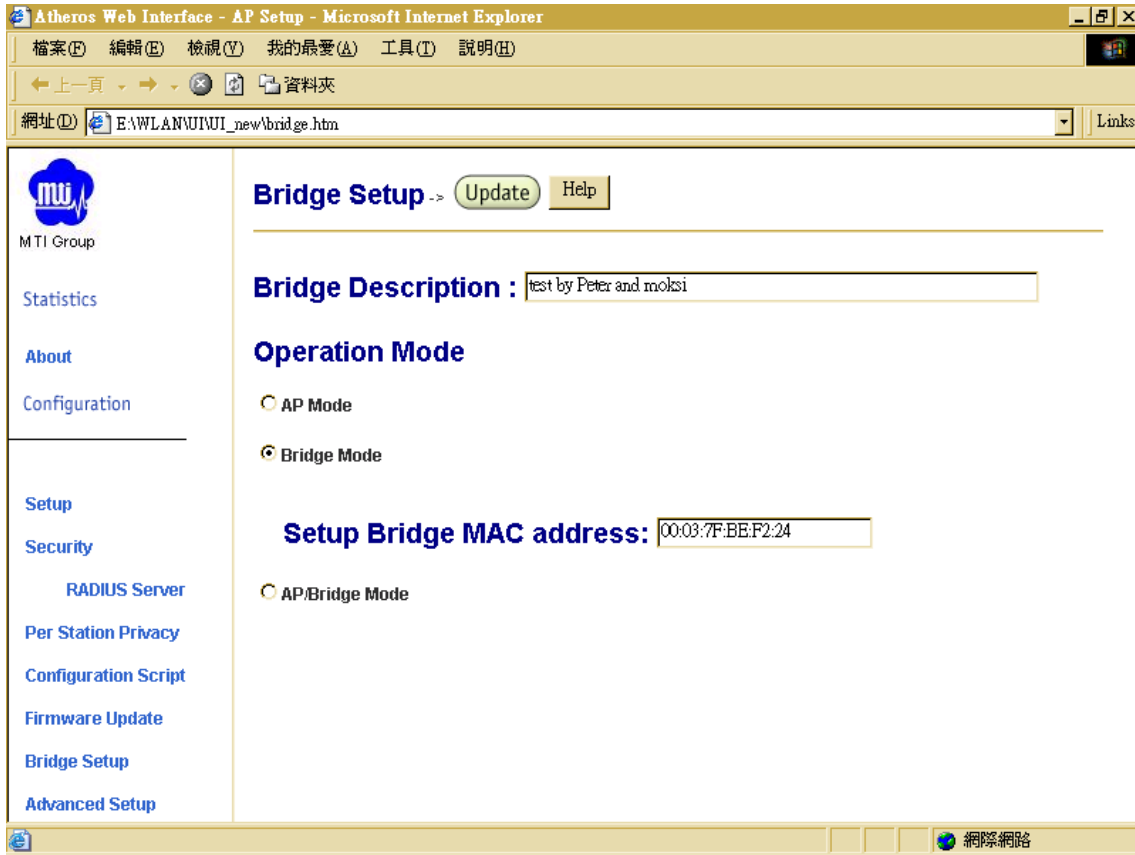 Atheros Web Interface - AP Setup - Microsoft Internet Explorer
檔案(F) 編輯(E) 檢視(V) 我的最愛(A) 工具(T) 說明(H)
上一頁 資料夾
網址(D) E:\WLAN\UI\UI_new\bridge.htm Links
mti
MTI Group
Statistics
About
Configuration
Setup
Security
RADIUS Server
Per Station Privacy
Configuration Script
Firmware Update
Bridge Setup
Advanced Setup
Bridge Setup -> Update Help
Bridge Description : test by Peter and moksi
Operation Mode
AP Mode
Bridge Mode
Setup Bridge MAC address: 00:03:7F:BE:F2:24
AP/Bridge Mode
網際網路